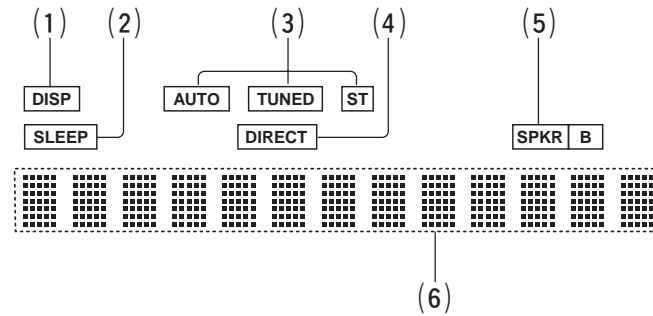 (1) (2) (3) (4) (5)
DISP AUTO TUNED ST
SLEEP DIRECT SPKR B
(6)